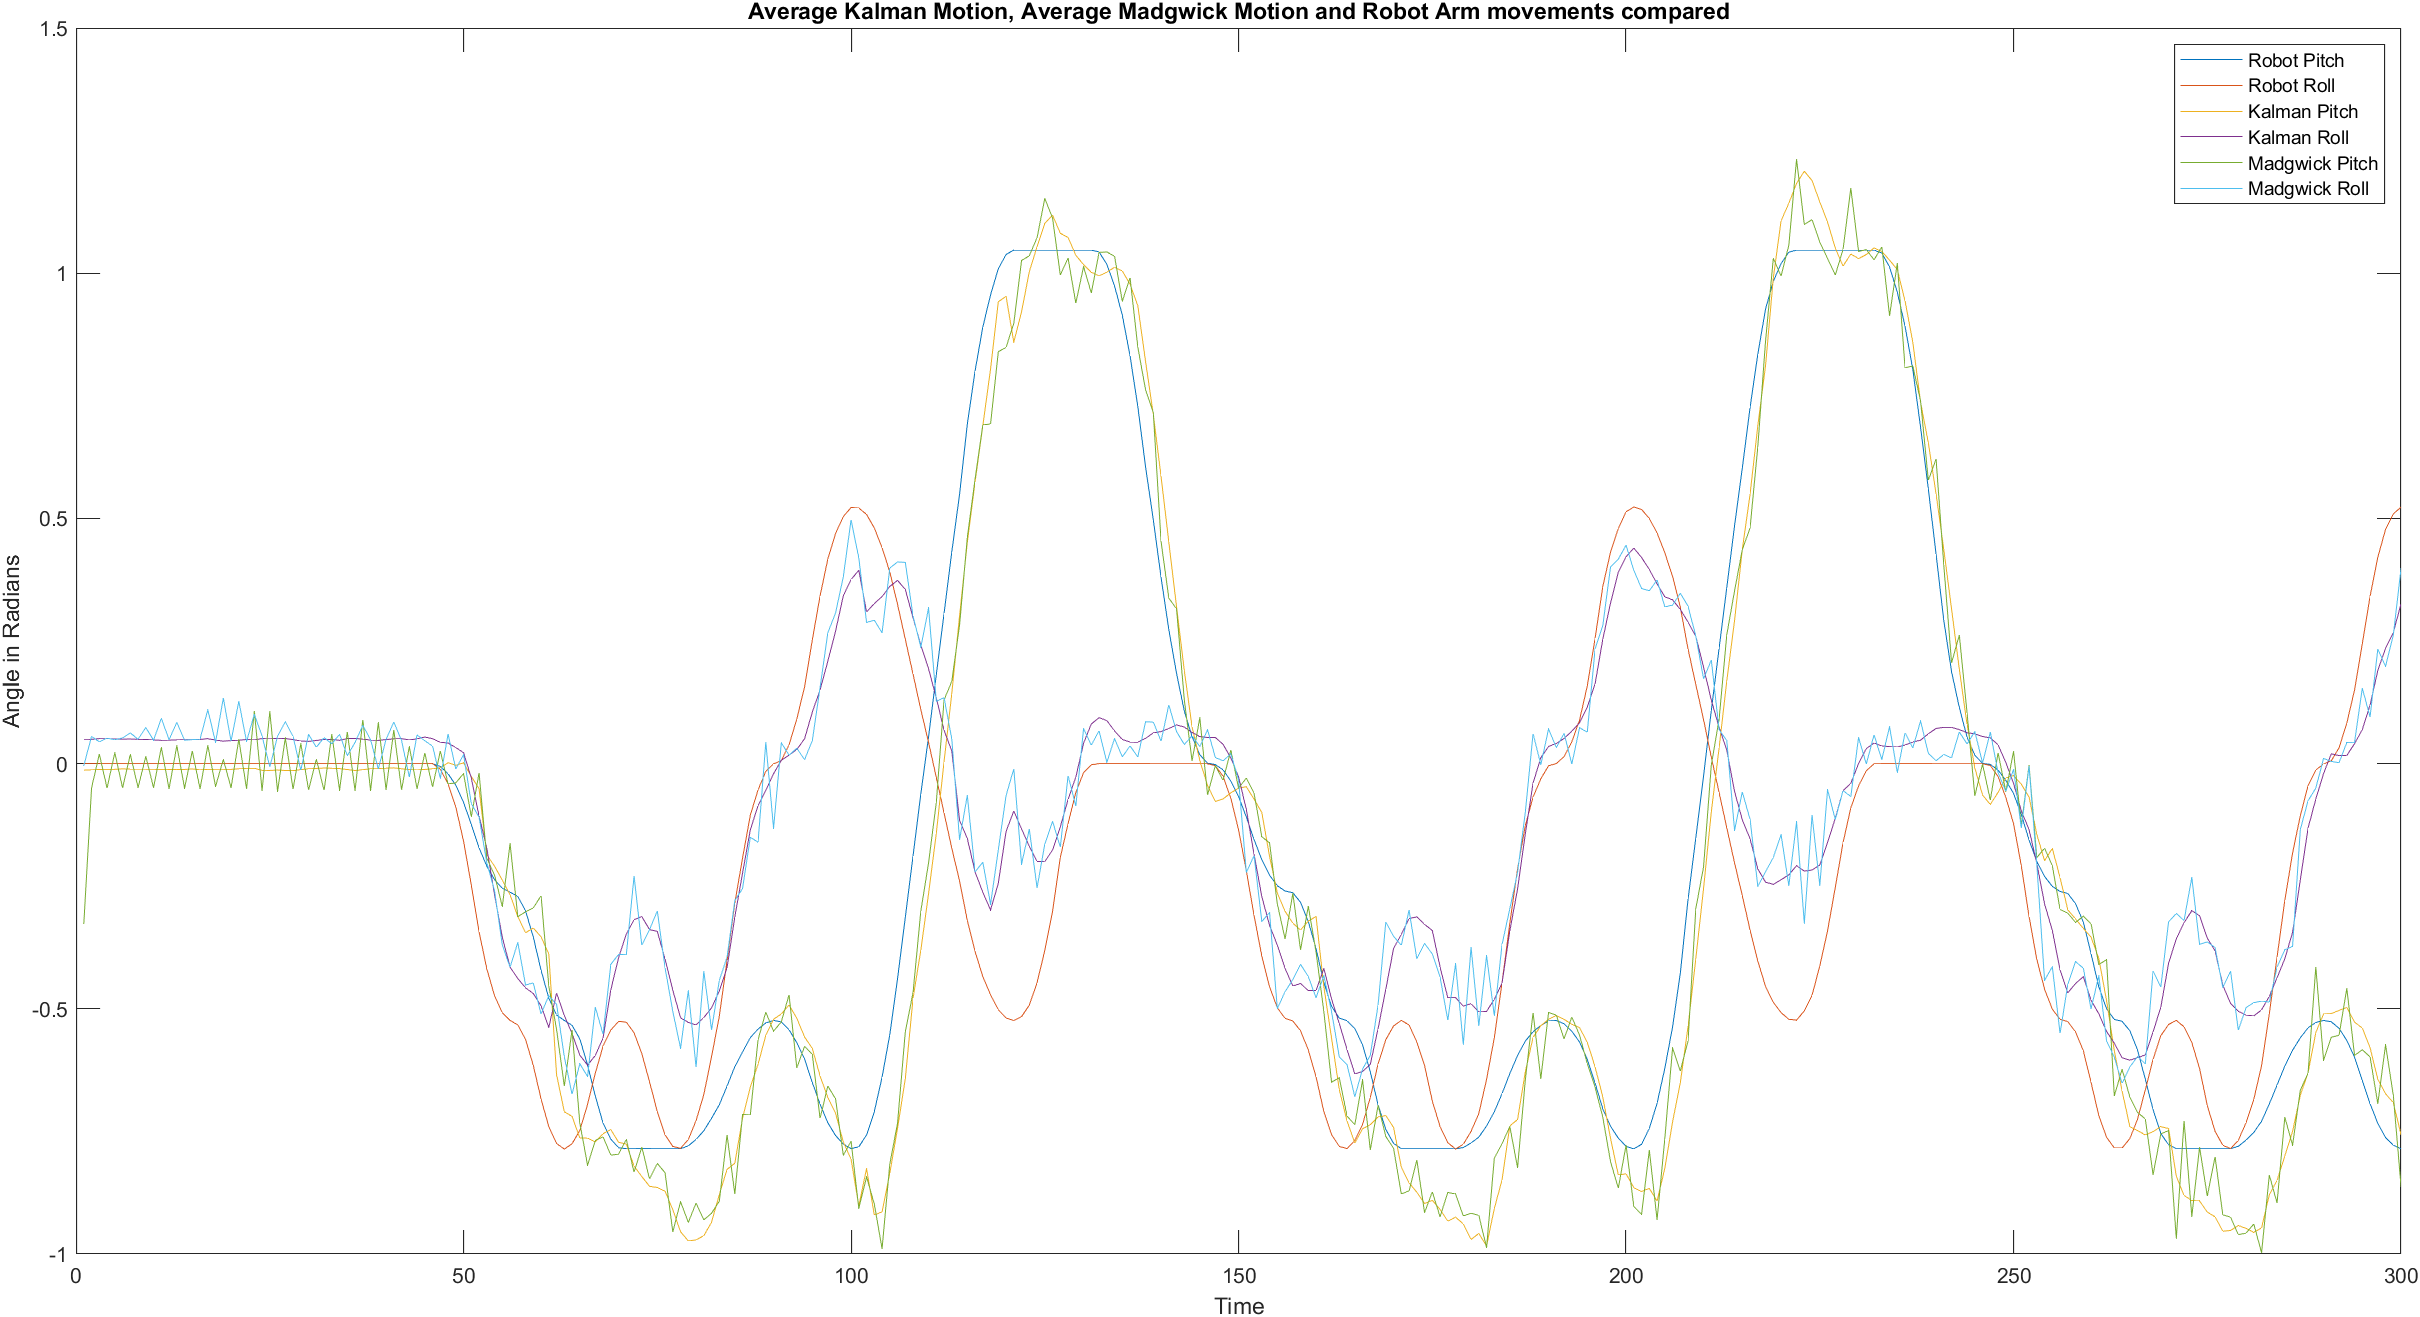 Average Kalman Motion, Average Madgwick Motion and Robot Arm movements compared
1.5
1
0.5
0
-0.5
-1
Angle in Radians
Robot Pitch
Robot Roll
Kalman Pitch
Kalman Roll
Madgwick Pitch
Madgwick Roll
0 50 100 150 200 250 300
Time